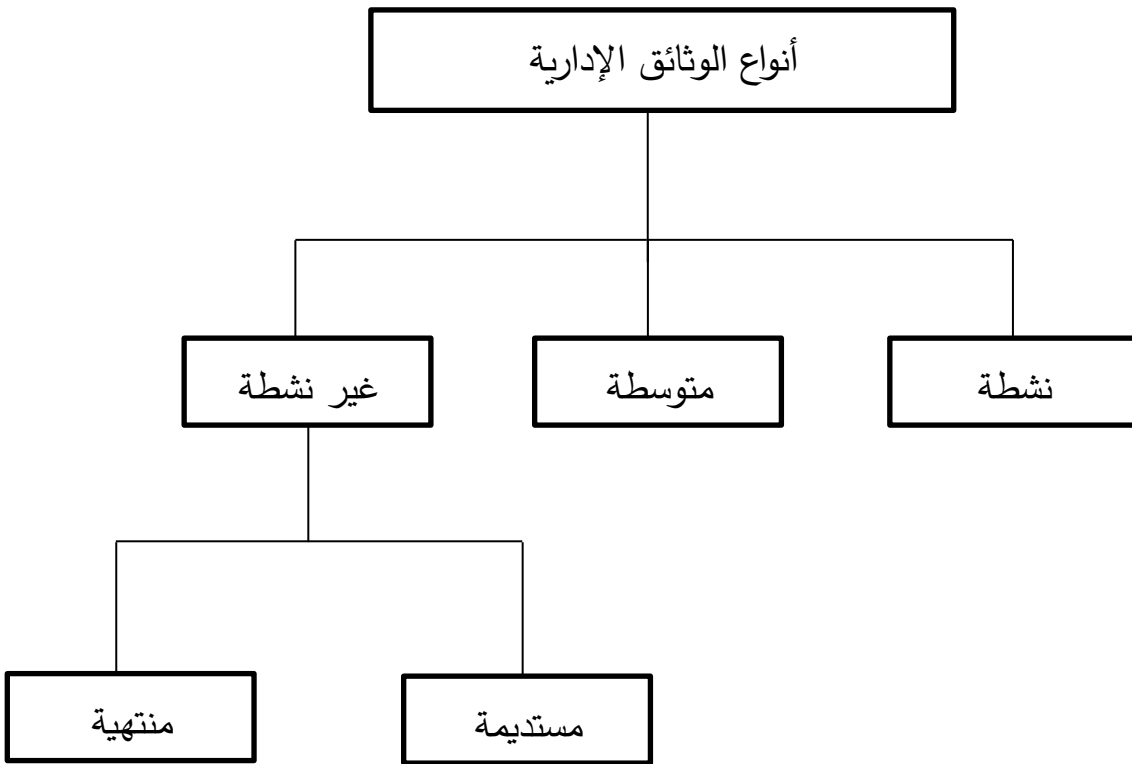 أنواع الوثائق الإدارية
نشطة
متوسطة
غير نشطة
مستديمة
منتهية